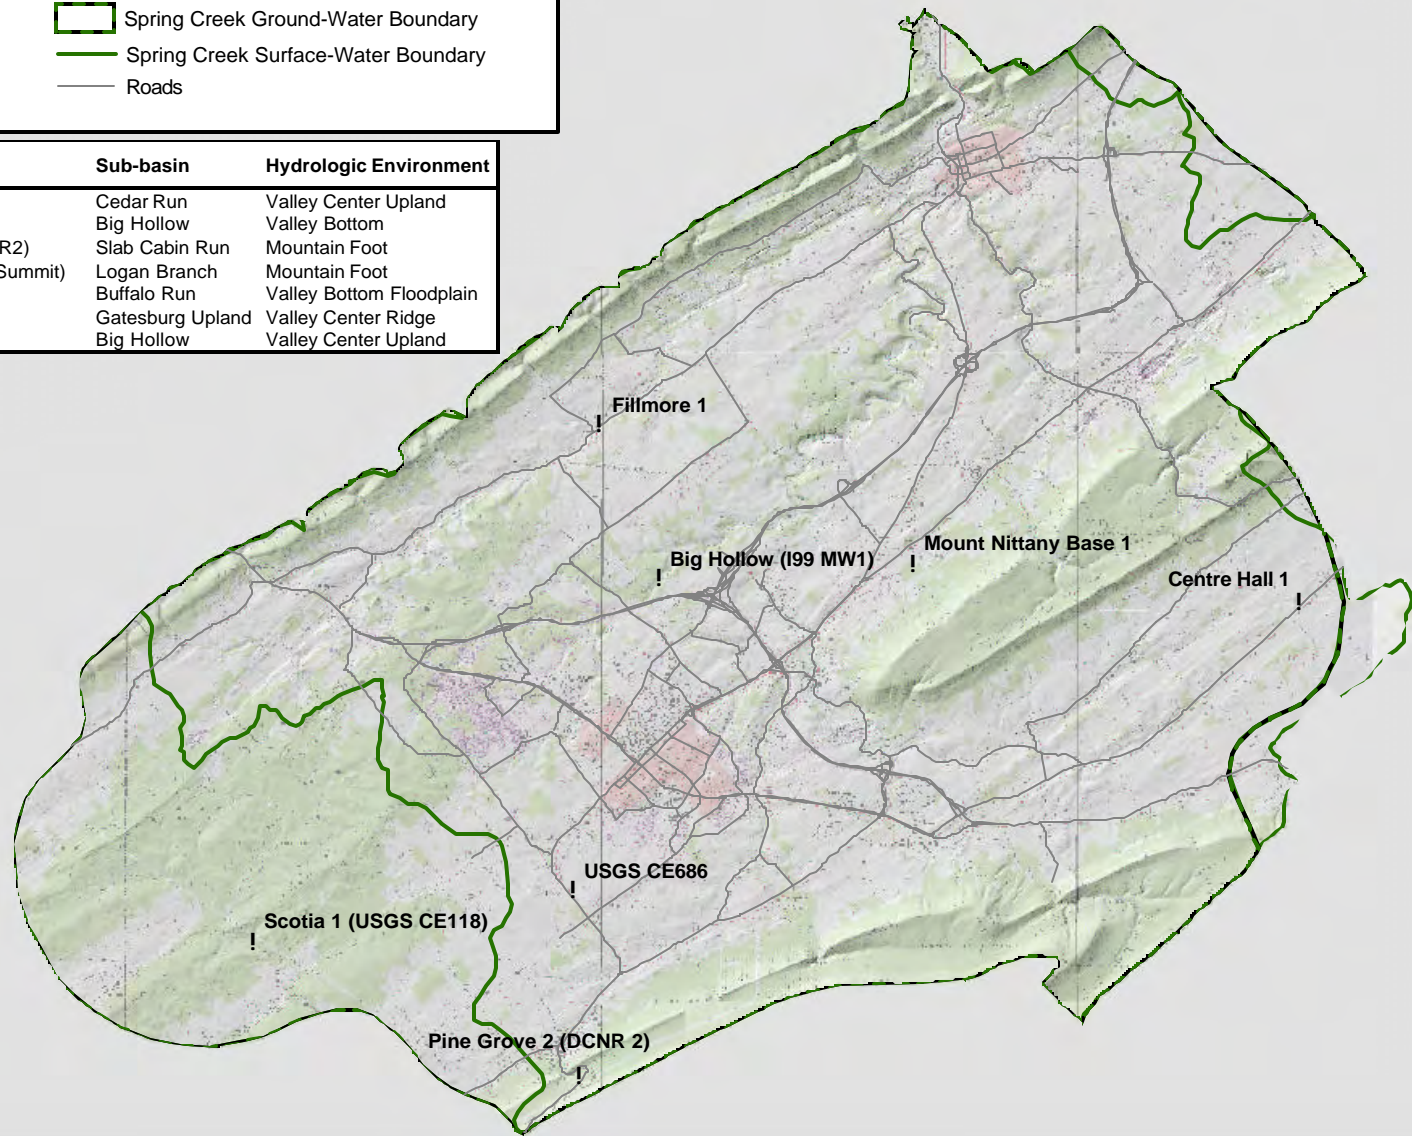 Spring Creek Ground-Water Boundary
Spring Creek Surface-Water Boundary
Roads
Sub-basin Hydrologic Environment
Cedar Run Valley Center Upland
Big Hollow Valley Bottom
R2) Slab Cabin Run Mountain Foot
Summit) Logan Branch Mountain Foot
Buffalo Run Valley Bottom Floodplain
Gatesburg Upland Valley Center Ridge
Big Hollow Valley Center Upland
Fillmore 1
!
Big Hollow (I99 MW1)
!
Mount Nittany Base 1
!
Centre Hall 1
!
USGS CE686
!
Scotia 1 (USGS CE118)
!
Pine Grove 2 (DCNR 2)
!